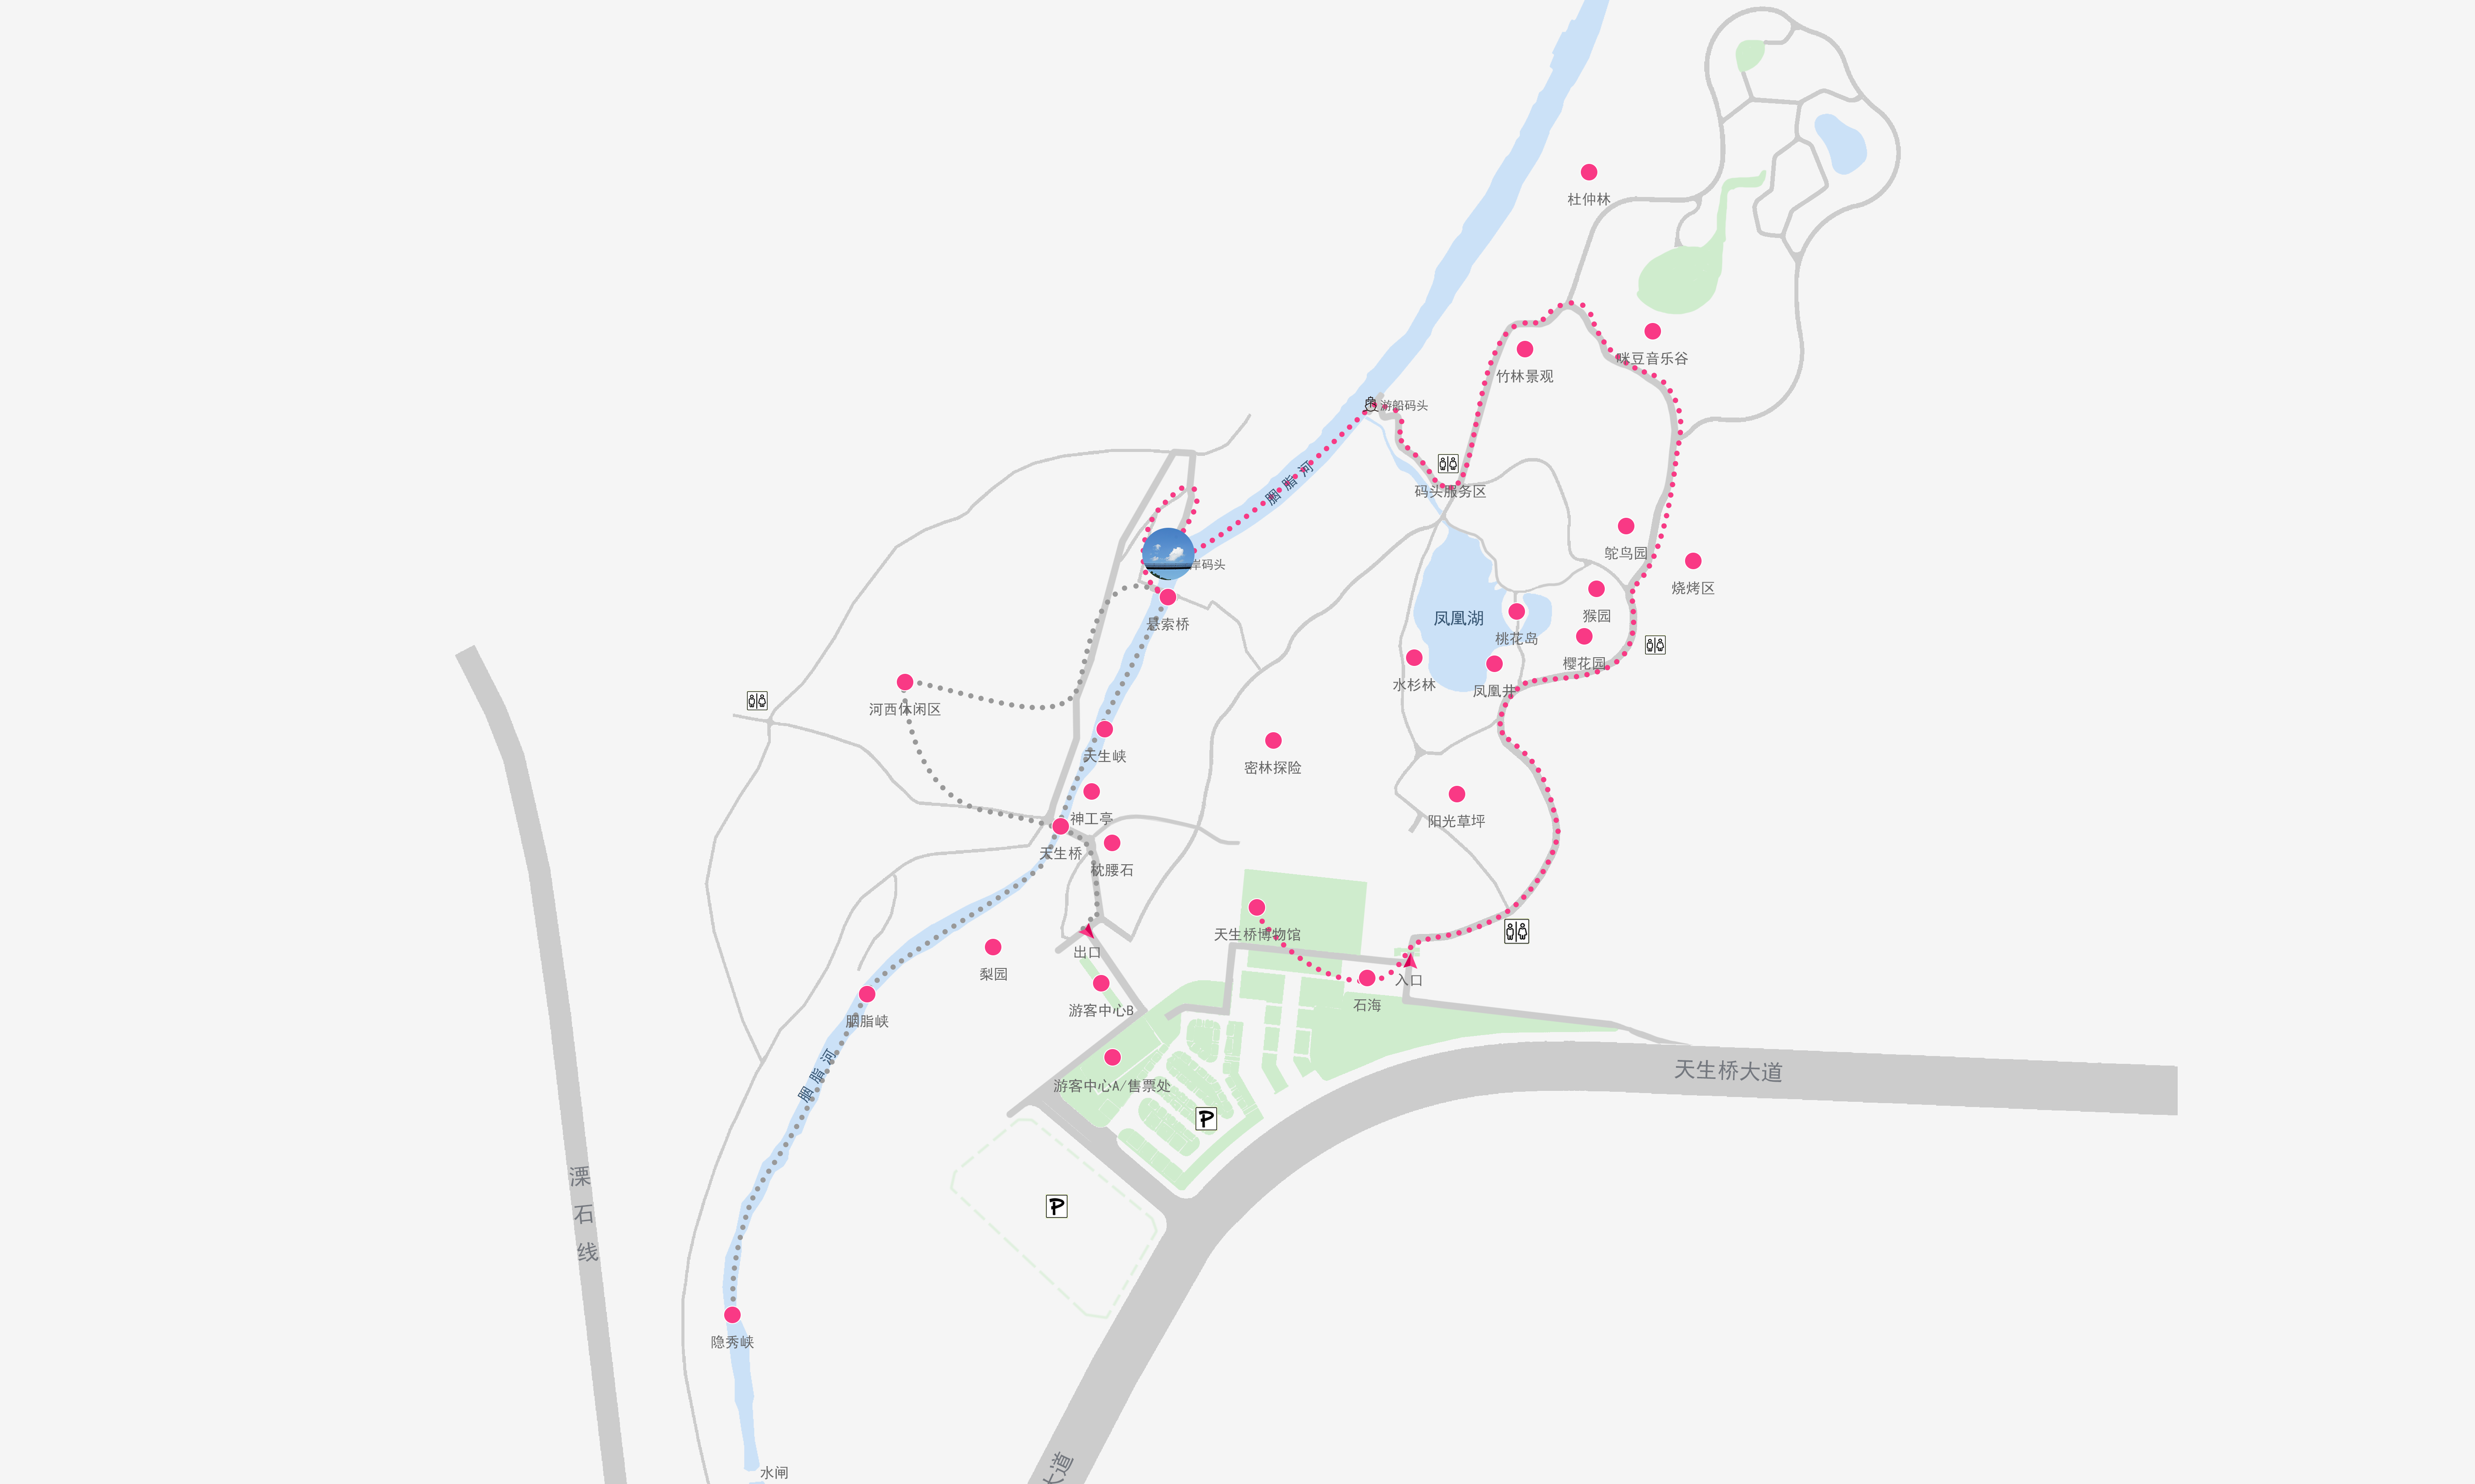 杜仲林
咪豆音乐谷
竹林景观
游船码头
胭脂河
码头服务区
鸵鸟园
岸码头
烧烤区
猴园
凤凰湖
悬索桥
桃花岛
樱花园
水杉林
凤凰井
河西休闲区
天生峡
密林探险
神工亭
阳光草坪
天生桥
枕腰石
天生桥博物馆
出口
梨园
入口
石海
游客中心B
胭脂峡
胭脂河
天生桥大道
游客中心A/售票处
P
溧石线
P
隐秀峡
水闸
大道